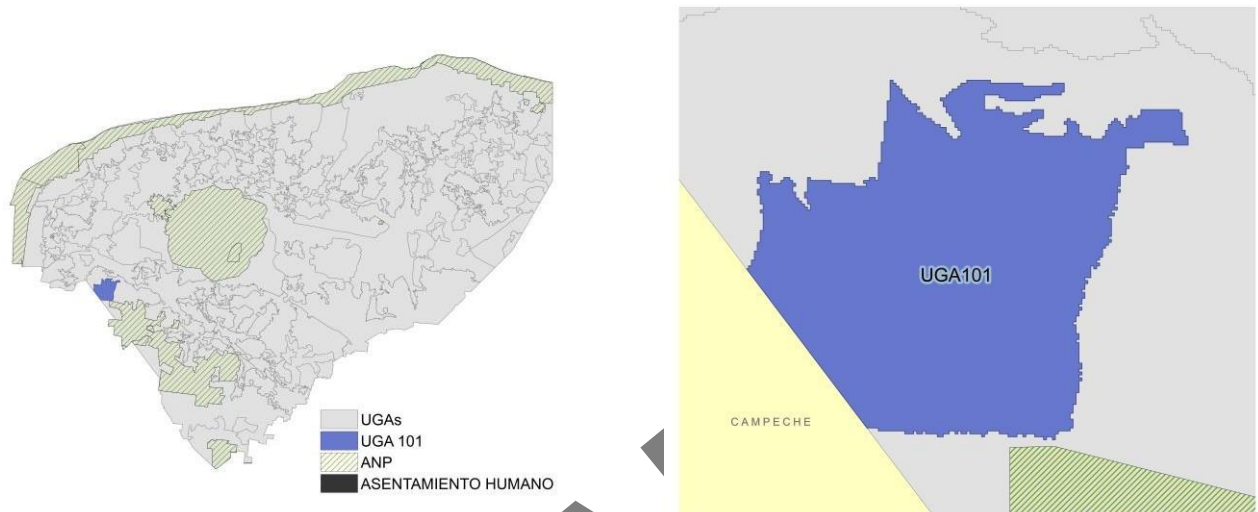 UGAs
UGA 101
ANP
ASENTAMIENTO HUMANO
UGA101
CAMPECHE